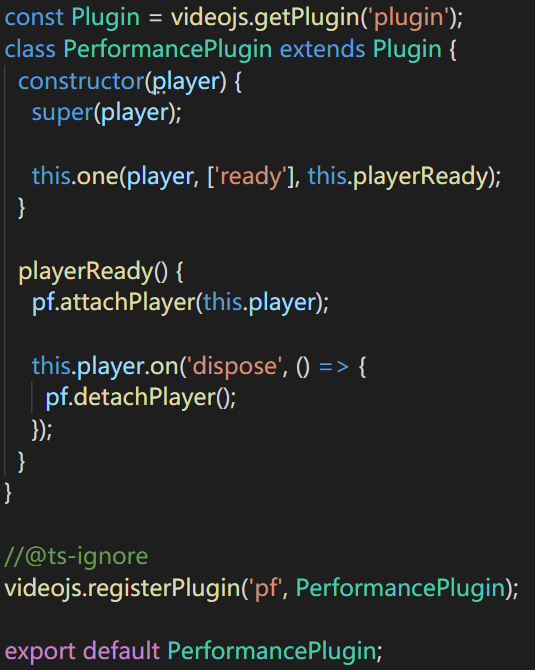 const Plugin = videojs.getPlugin('plugin');
class PerformancePlugin extends Plugin {
constructor(player) {
super(player);
this.one(player, ['ready'], this.playerReady);
}
playerReady() {
pf.attachPlayer(this.player);
this.player.on('dispose', () => {
pf.detachPlayer();
});
}
}
//@ts-ignore
videojs.registerPlugin('pf', PerformancePlugin);
export default PerformancePlugin;